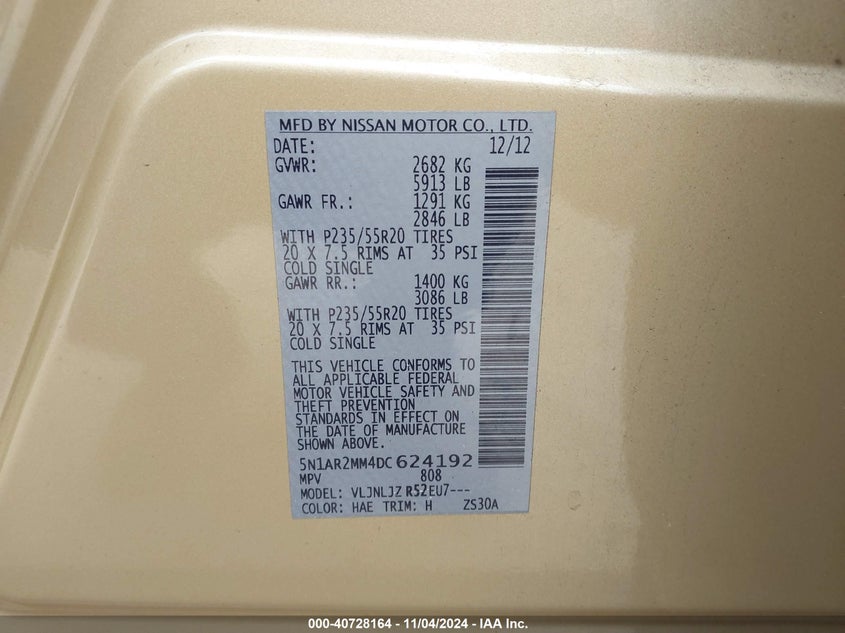 MFD BY NISSAN MOTOR CO., LTD.
DATE: 12/12
GVWR: 2682 KG
5913 LB
GAWR FR.: 1291 KG
2846 LB
WITH P235/55R20 TIRES
20 X 7.5 RIMS AT 35 PSI
COLD SINGLE
GAWR RR.: 1400 KG
3086 LB
WITH P235/55R20 TIRES
20 X 7.5 RIMS AT 35 PSI
COLD SINGLE
THIS VEHICLE CONFORMS TO
ALL APPLICABLE FEDERAL
MOTOR VEHICLE SAFETY AND
THEFT PREVENTION
STANDARDS IN EFFECT ON
THE DATE OF MANUFACTURE
SHOWN ABOVE.
5N1AR2MM4DC624192
MPV 808
MODEL: VLJNLJZ R52EU7---
COLOR: HAE TRIM: H ZS30A
000-40728164 - 11/04/2024 - IAA Inc.